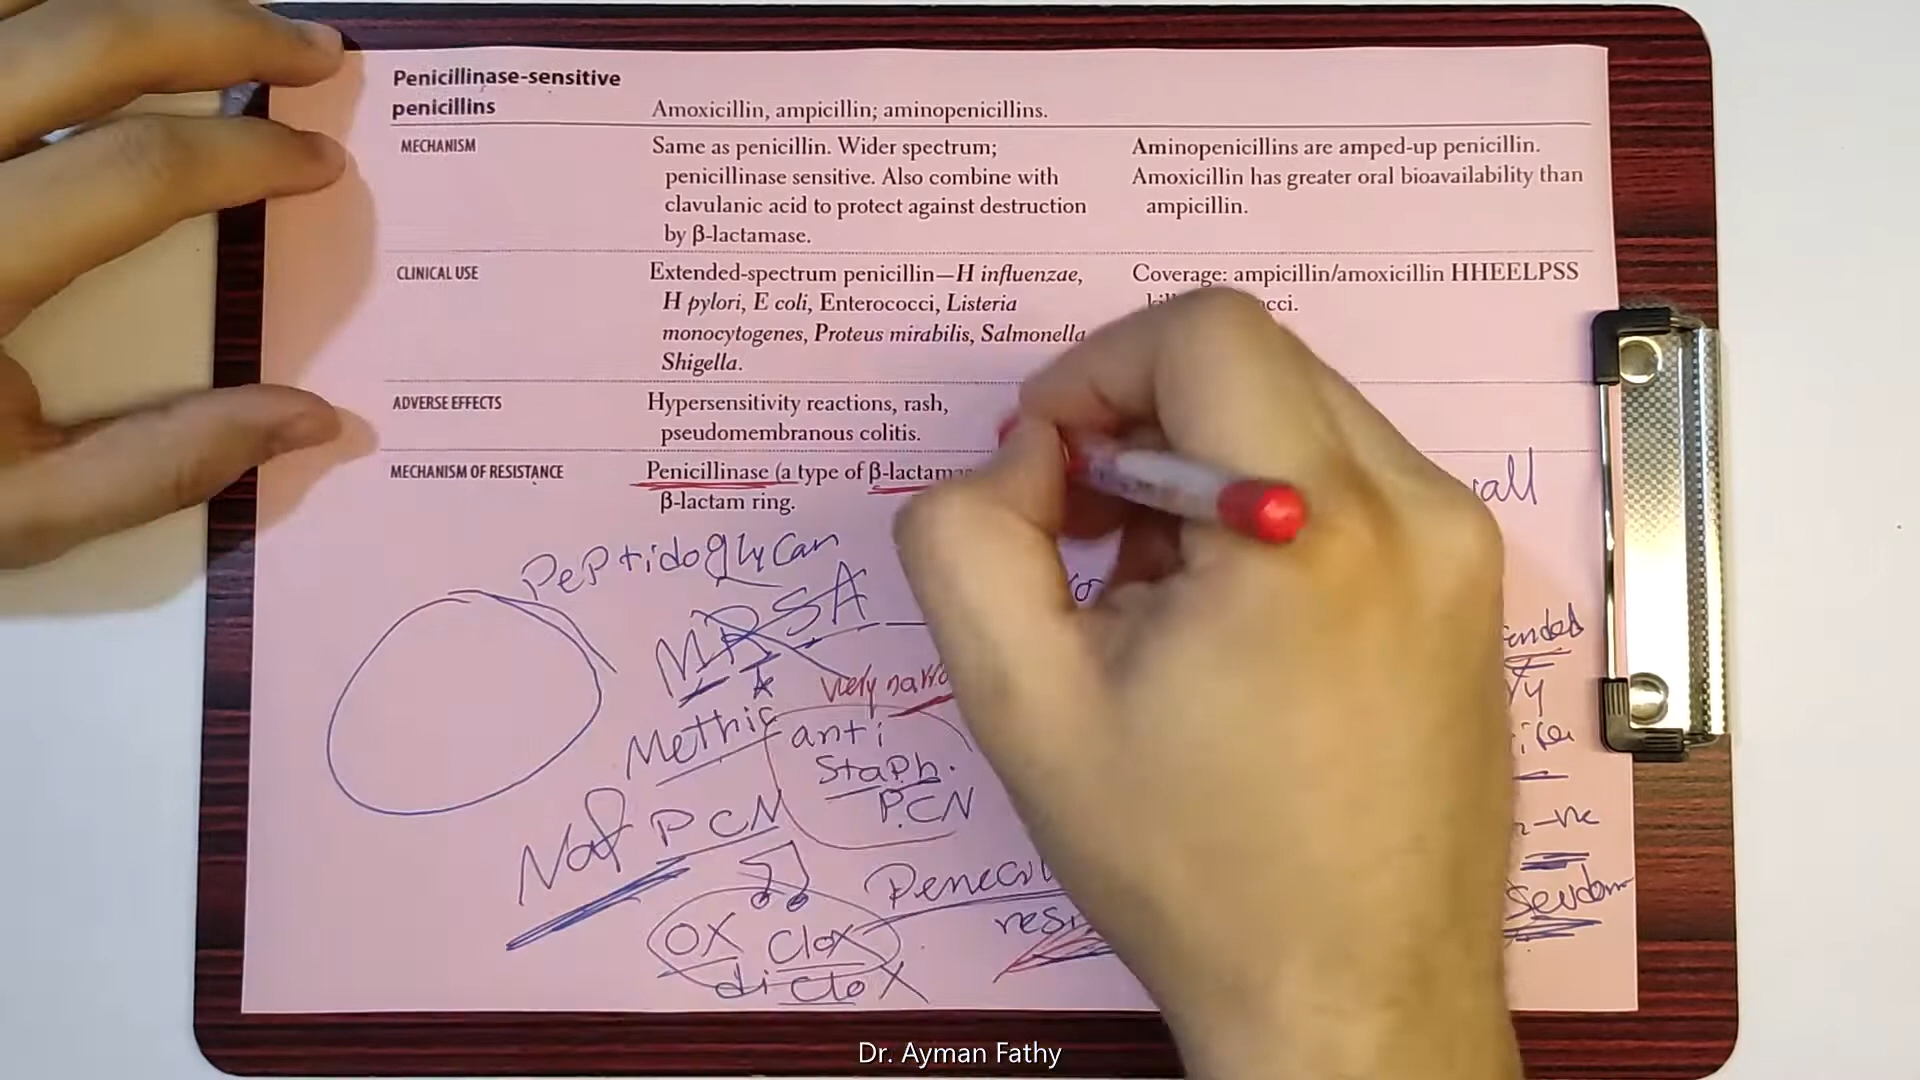 Penicillinase-sensitive
penicillins
Amoxicillin, ampicillin; aminopenicillins.
MECHANISM
Same as penicillin. Wider spectrum;
penicillinase sensitive. Also combine with
clavulanic acid to protect against destruction
by β-lactamase.
Aminopenicillins are amped-up penicillin.
Amoxicillin has greater oral bioavailability than
ampicillin.
CLINICAL USE
Extended-spectrum penicillin—H influenzae,
H pylori, E coli, Enterococci, Listeria
monocytogenes, Proteus mirabilis, Salmonella
Shigella.
Coverage: ampicillin/amoxicillin HHEELPSS
ADVERSE EFFECTS
Hypersensitivity reactions, rash,
pseudomembranous colitis.
MECHANISM OF RESISTANCE
Penicillinase (a type of
β-lactam ring.
Peptidoglycan
MRSA
very
Methic
anti
Staph.
PCN
Naf PCN
OX Clox
diclox
Dr. Ayman Fathy